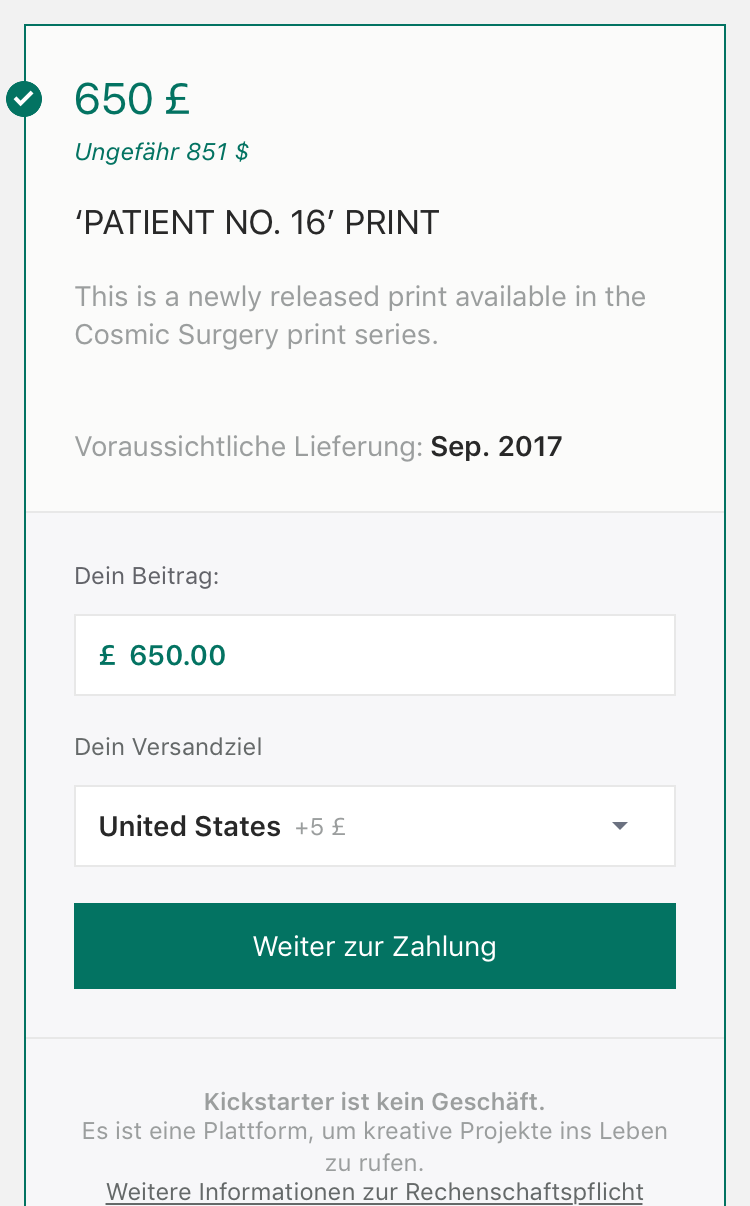 650 £
Ungefähr 851 $
‘PATIENT NO. 16’ PRINT
This is a newly released print available in the
Cosmic Surgery print series.
Voraussichtliche Lieferung: Sep. 2017
Dein Beitrag:
£ 650.00
Dein Versandziel
United States +5 £
Weiter zur Zahlung
Kickstarter ist kein Geschäft.
Es ist eine Plattform, um kreative Projekte ins Leben
zu rufen.
Weitere Informationen zur Rechenschaftspflicht